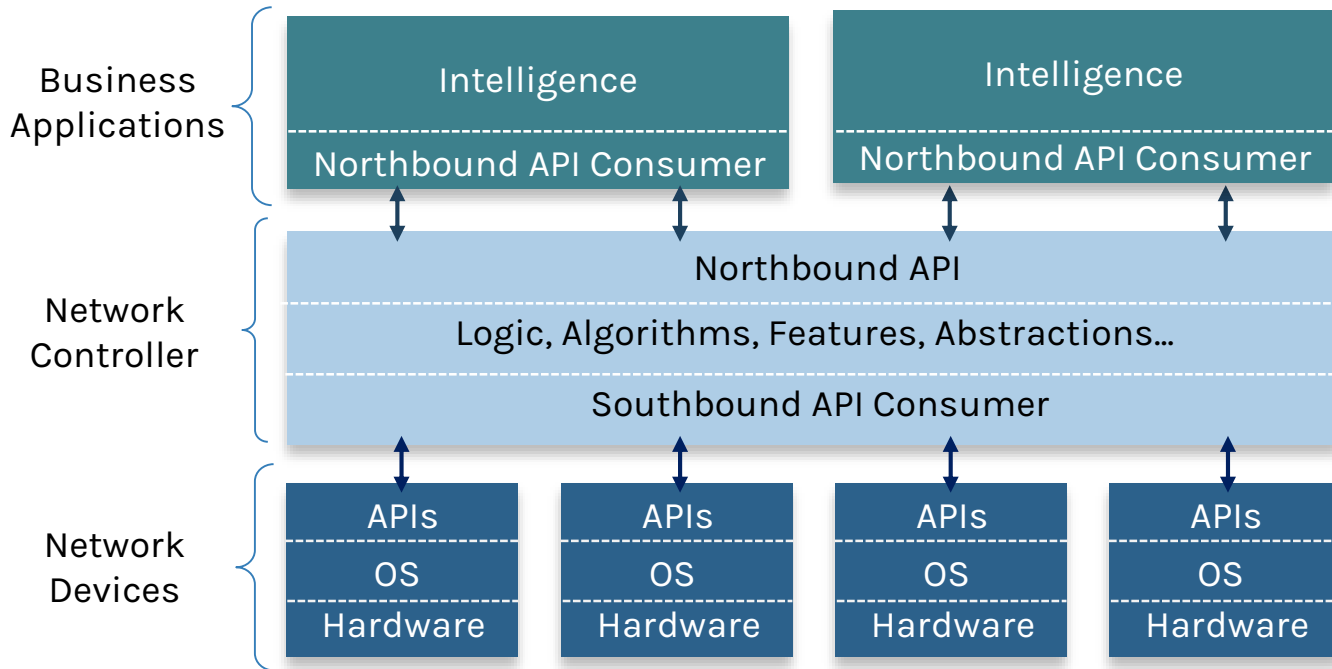 Business
Applications
Intelligence
Northbound API Consumer
Intelligence
Northbound API Consumer
Network
Controller
Northbound API
Logic, Algorithms, Features, Abstractions…
Southbound API Consumer
Network
Devices
APIs
OS
Hardware
APIs
OS
Hardware
APIs
OS
Hardware
APIs
OS
Hardware